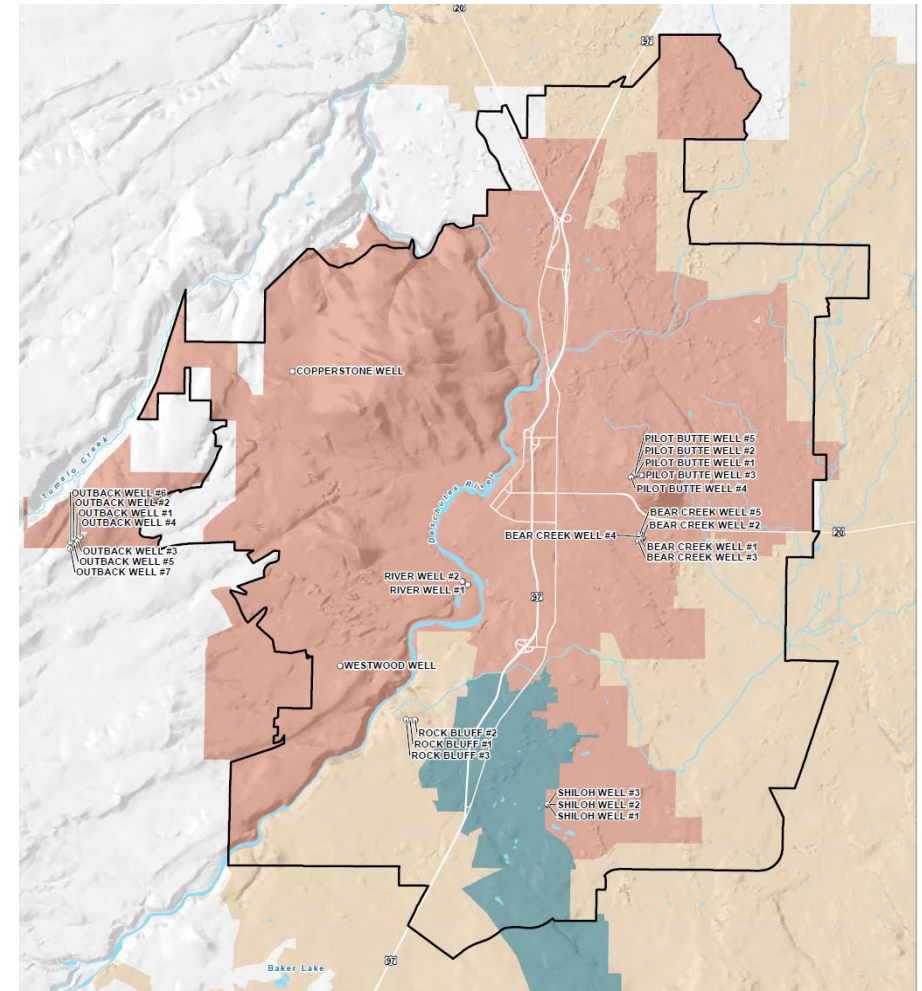 20
97
COPPERSTONE WELL
Tumalo Creek
PILOT BUTTE WELL #5
PILOT BUTTE WELL #2
PILOT BUTTE WELL #1
PILOT BUTTE WELL #3
PILOT BUTTE WELL #4
OUTBACK WELL #6
OUTBACK WELL #2
OUTBACK WELL #1
OUTBACK WELL #4
OUTBACK WELL #3
OUTBACK WELL #5
OUTBACK WELL #7
Deschutes River
BEAR CREEK WELL #5
BEAR CREEK WELL #2
BEAR CREEK WELL #4
BEAR CREEK WELL #1
BEAR CREEK WELL #3
20
RIVER WELL #2
RIVER WELL #1
97
WESTWOOD WELL
ROCK BLUFF #2
ROCK BLUFF #1
ROCK BLUFF #3
SHILOH WELL #3
SHILOH WELL #2
SHILOH WELL #1
Baker Lake
97